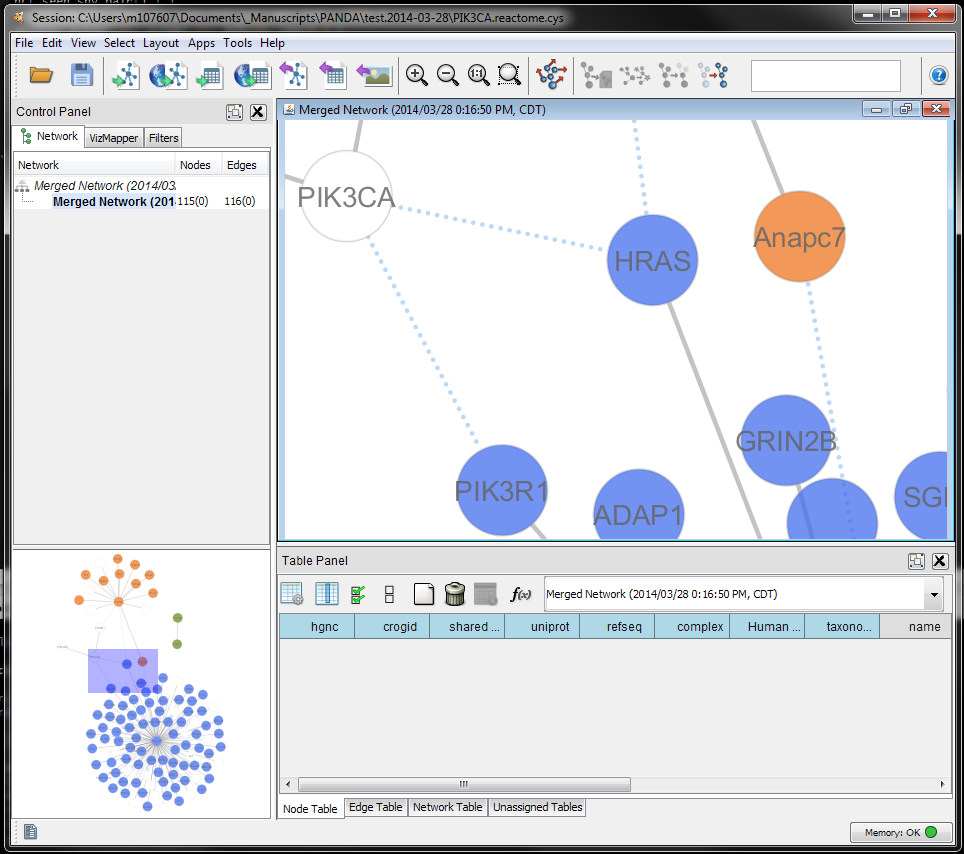 Session: C:\Users\m107607\Documents\_Manuscripts\PANDA\test.2014-03-28\PIK3CA.reactome.cys
File Edit View Select Layout Apps Tools Help
1:1
Control Panel
Network VizMapper Filters
Network Nodes Edges
Merged Network (2014/03
Merged Network (201 115(0) 116(0)
Merged Network (2014/03/28 0:16:50 PM, CDT)
PIK3CA
HRAS
Anapc7
GRIN2B
PIK3R1
ADAP1
SGI
Table Panel
f(x) Merged Network (2014/03/28 0:16:50 PM, CDT)
hgnc crogid shared ... uniprot refseq complex Human ... taxono... name
Node Table Edge Table Network Table Unassigned Tables
Memory: OK